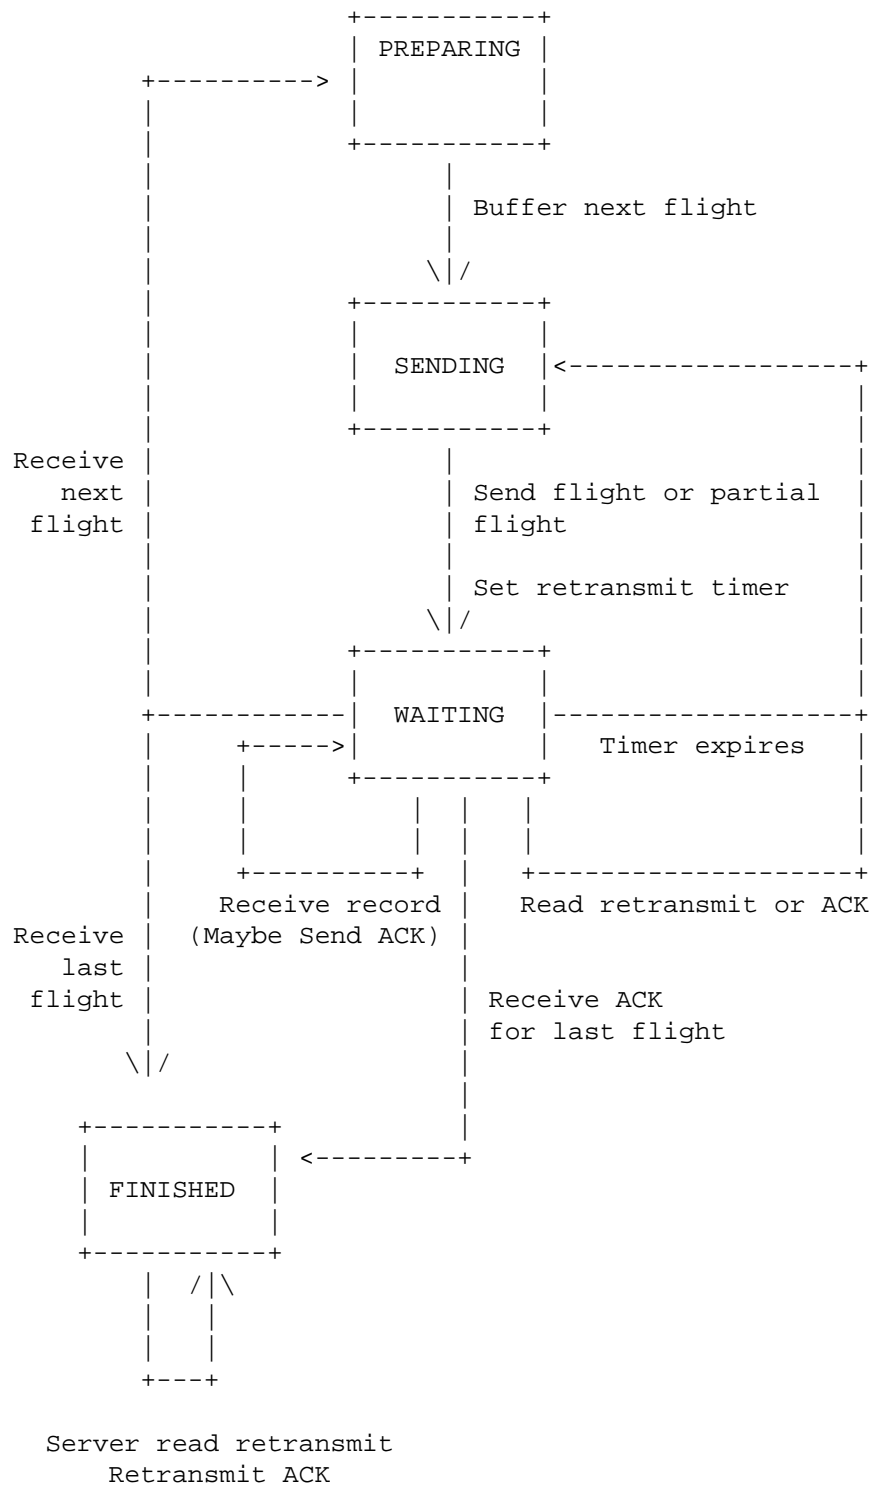 PREPARING
Buffer next flight
SENDING
Receive
next
flight
Send flight or partial
flight
Set retransmit timer
WAITING
Timer expires
Receive record
(Maybe Send ACK)
Read retransmit or ACK
Receive
last
flight
Receive ACK
for last flight
FINISHED
Server read retransmit
Retransmit ACK